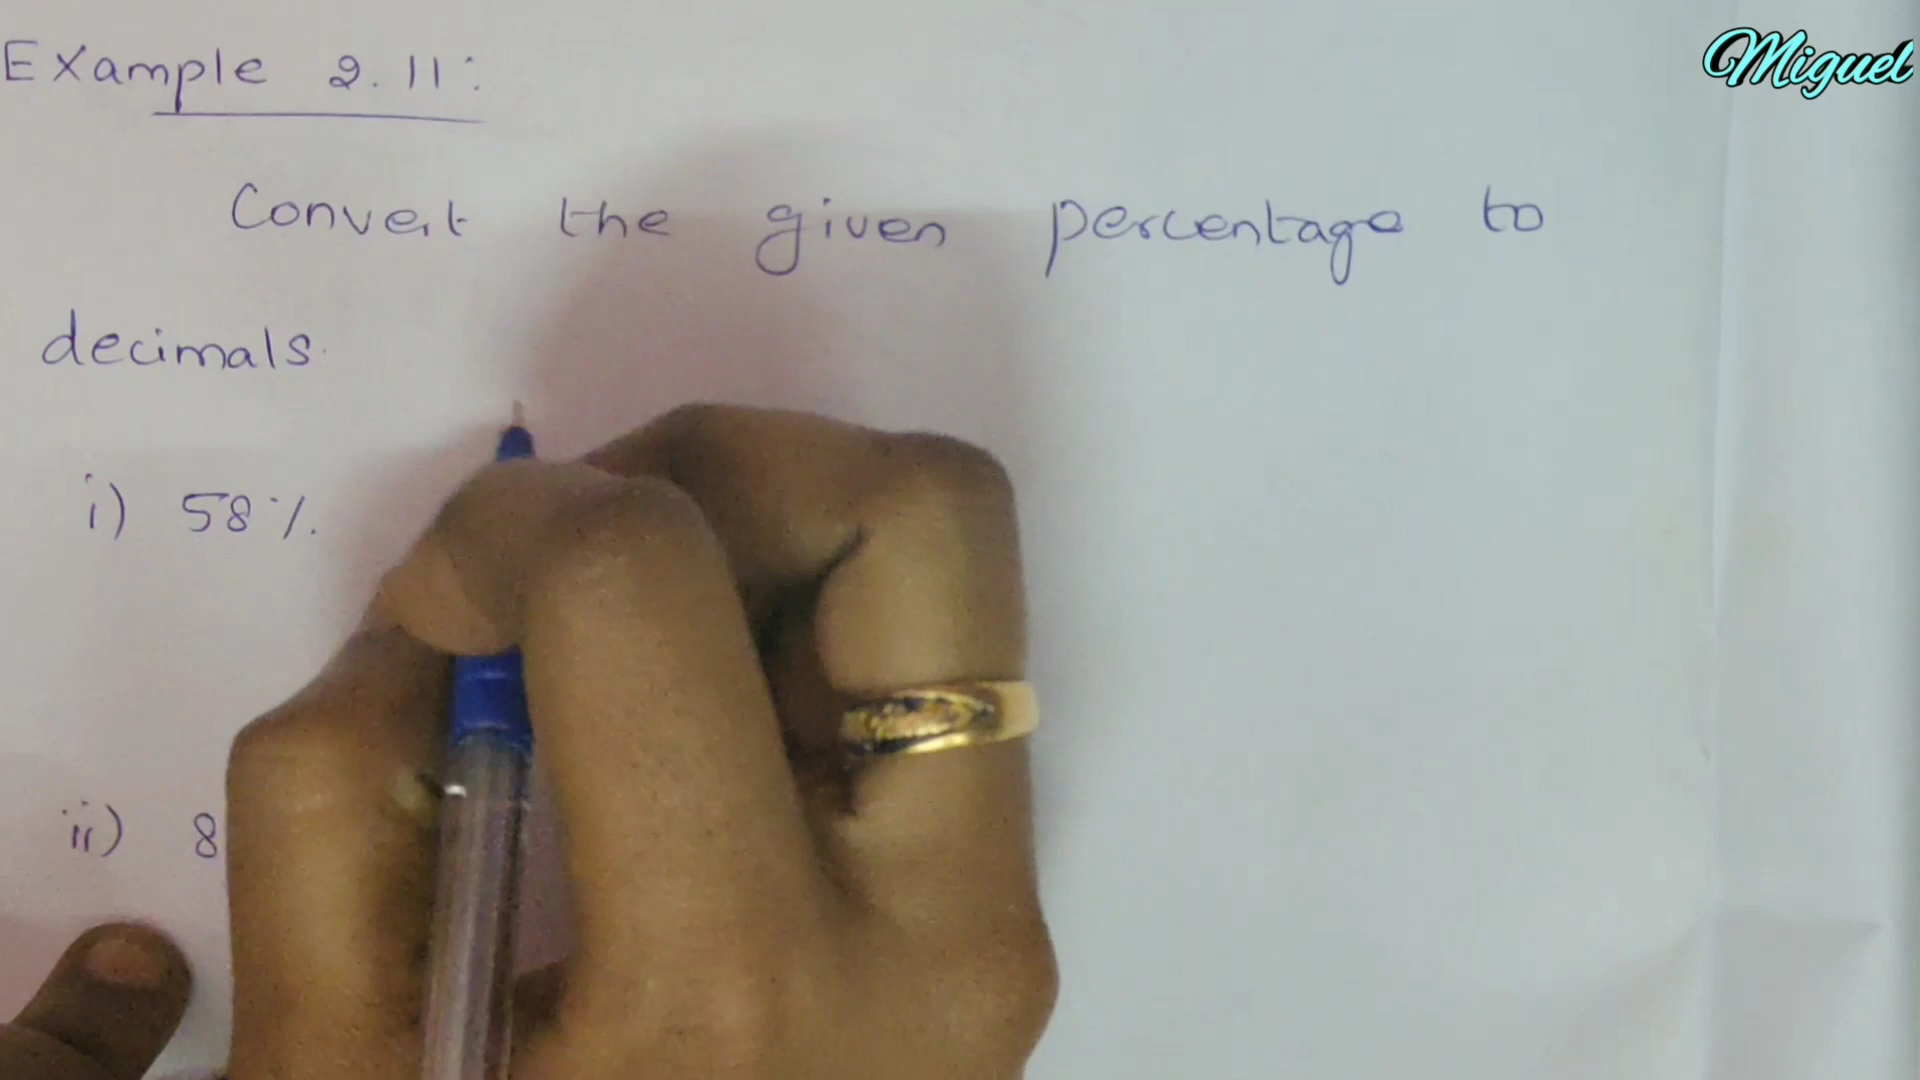 Example 2.11:
Miguel
Convert the given percentage to
decimals.
i) 58%.
ii) 8